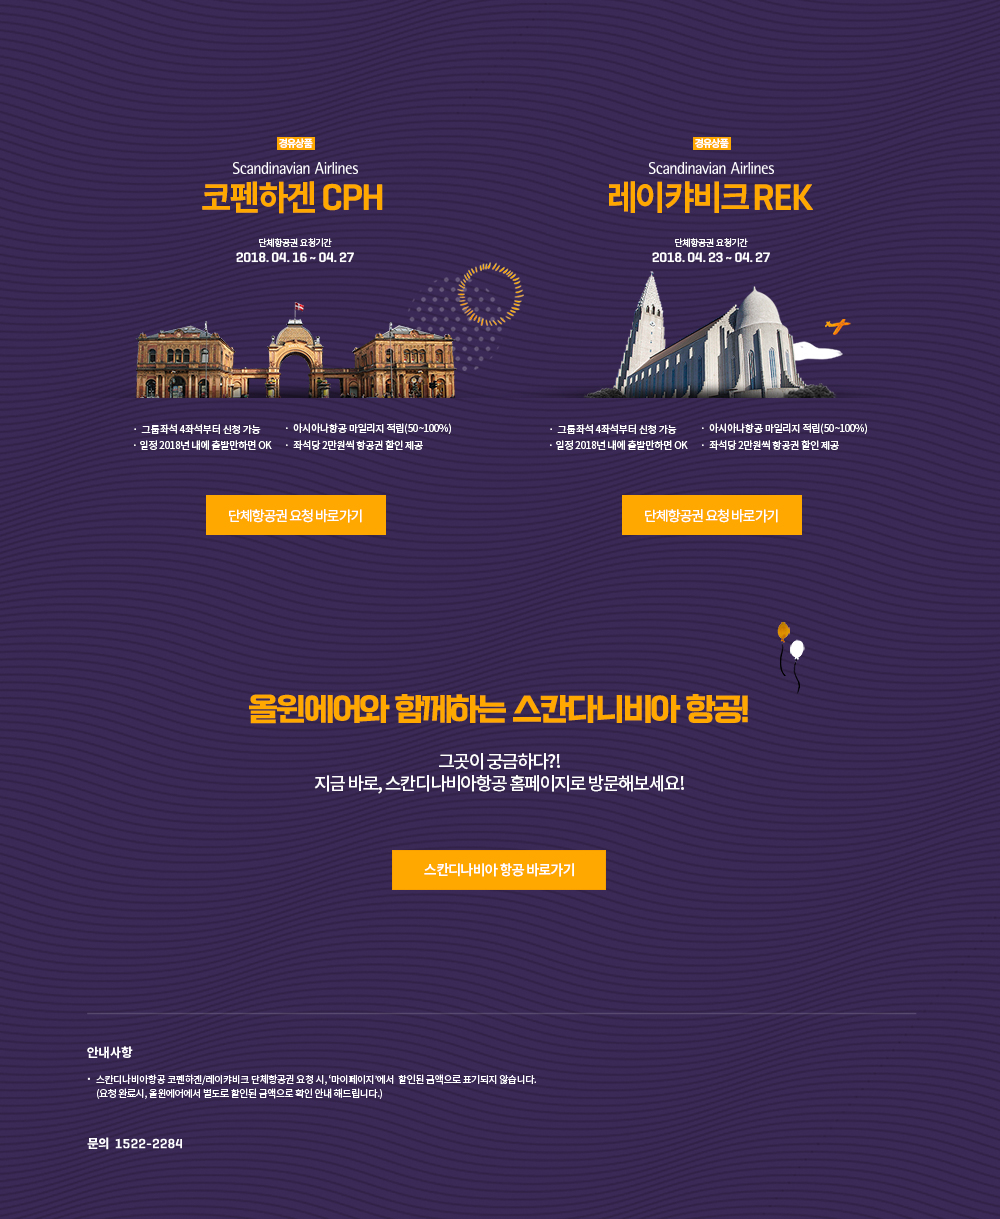 경유상품
Scandinavian Airlines
코펜하겐 CPH
단체항공권 요청기간
2018. 04. 16 ~ 04. 27
· 그룹좌석 4좌석부터 신청 가능
· 일정 2018년 내에 출발만하면 OK
· 아시아나항공 마일리지 적립(50~100%)
· 좌석당 2만원씩 항공권 할인 제공
단체항공권 요청 바로가기
경유상품
Scandinavian Airlines
레이캬비크 REK
단체항공권 요청기간
2018. 04. 23 ~ 04. 27
· 그룹좌석 4좌석부터 신청 가능
· 일정 2018년 내에 출발만하면 OK
· 아시아나항공 마일리지 적립(50~100%)
· 좌석당 2만원씩 항공권 할인 제공
단체항공권 요청 바로가기
올윈에어와 함께하는 스칸다니비아 항공!
그곳이 궁금하다?!
지금 바로, 스칸디나비아항공 홈페이지로 방문해보세요!
스칸디나비아 항공 바로가기
안내사항
· 스칸디나비아항공 코펜하겐/레이캬비크 단체항공권 요청 시, ‘마이페이지’에서 할인된 금액으로 표기되지 않습니다.
(요청 완료시, 올윈에어에서 별도로 할인된 금액으로 확인 안내 해드립니다.)
문의 1522-2284